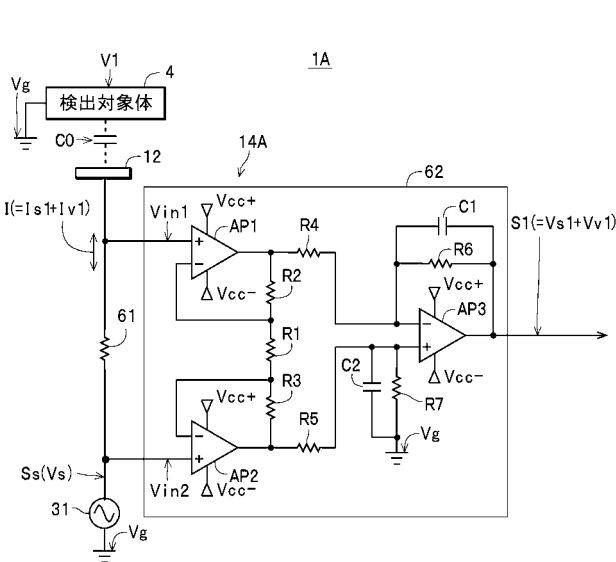 1A
V1
Vg
4
検出対象体
C0
12
14A
62
I(=Is1+Iv1)
Vin1
Vcc+
AP1
R4
C1
S1(=Vs1+Vv1)
R6
Vcc-
R2
Vcc+
AP3
61
R1
Vcc+
R3
C2
Vcc-
R7
R5
Vg
Ss(Vs)
Vin2
AP2
Vcc-
31
Vg